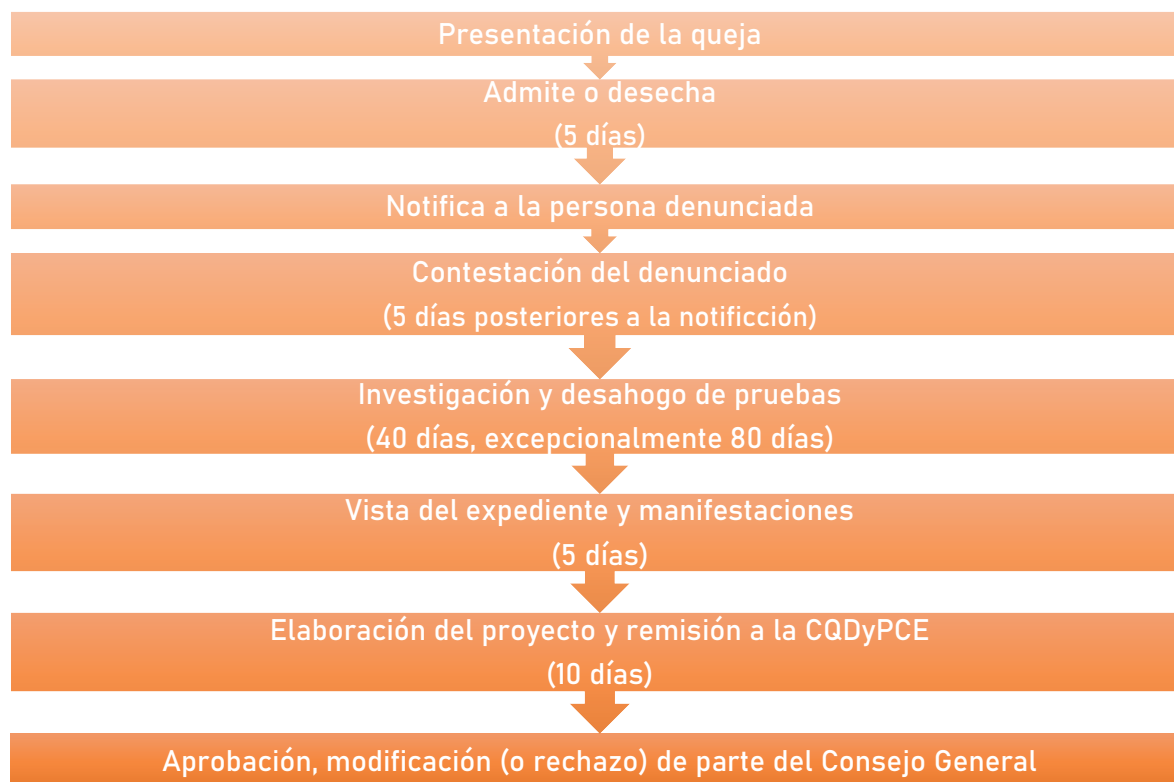 Presentación de la queja
Admite o desecha
(5 días)
Notifica a la persona denunciada
Contestación del denunciado
(5 días posteriores a la notificción)
Investigación y desahogo de pruebas
(40 días, excepcionalmente 80 días)
Vista del expediente y manifestaciones
(5 días)
Elaboración del proyecto y remisión a la CQDyPCE
(10 días)
Aprobación, modificación (o rechazo) de parte del Consejo General